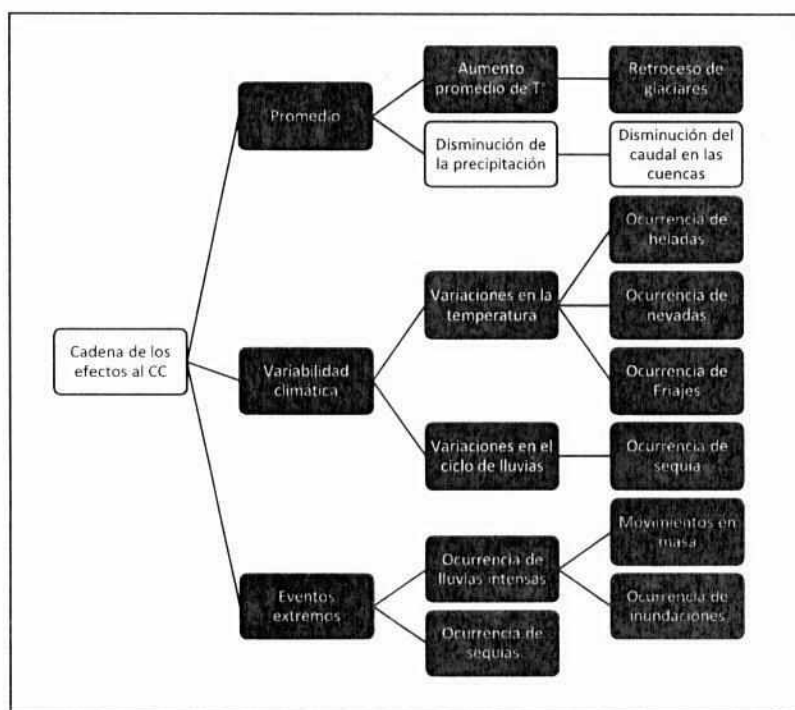 Aumento
promedio de T°
Retroceso de
glaciares
Promedio
Disminución de
la precipitación
Disminución del
caudal en las
cuencas
Ocurrencia de
heladas
Variaciones en la
temperatura
Ocurrencia de
nevadas
Cadena de los
efectos al CC
Variabilidad
climática
Ocurrencia de
Friajes
Variaciones en el
ciclo de lluvias
Ocurrencia de
sequia
Movimientos en
masa
Ocurrencia de
lluvias intensas
Eventos
extremos
Ocurrencia de
inundaciones
Ocurrencia de
sequias